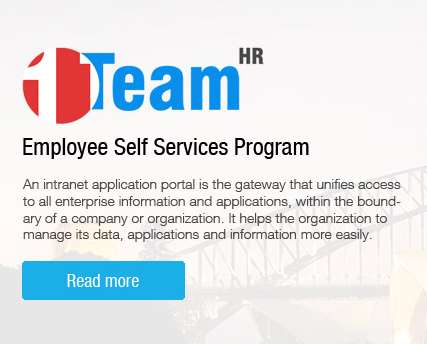 1Team HR
Employee Self Services Program
An intranet application portal is the gateway that unifies access
to all enterprise information and applications, within the bound-
ary of a company or organization. It helps the organization to
manage its data, applications and information more easily.
Read more